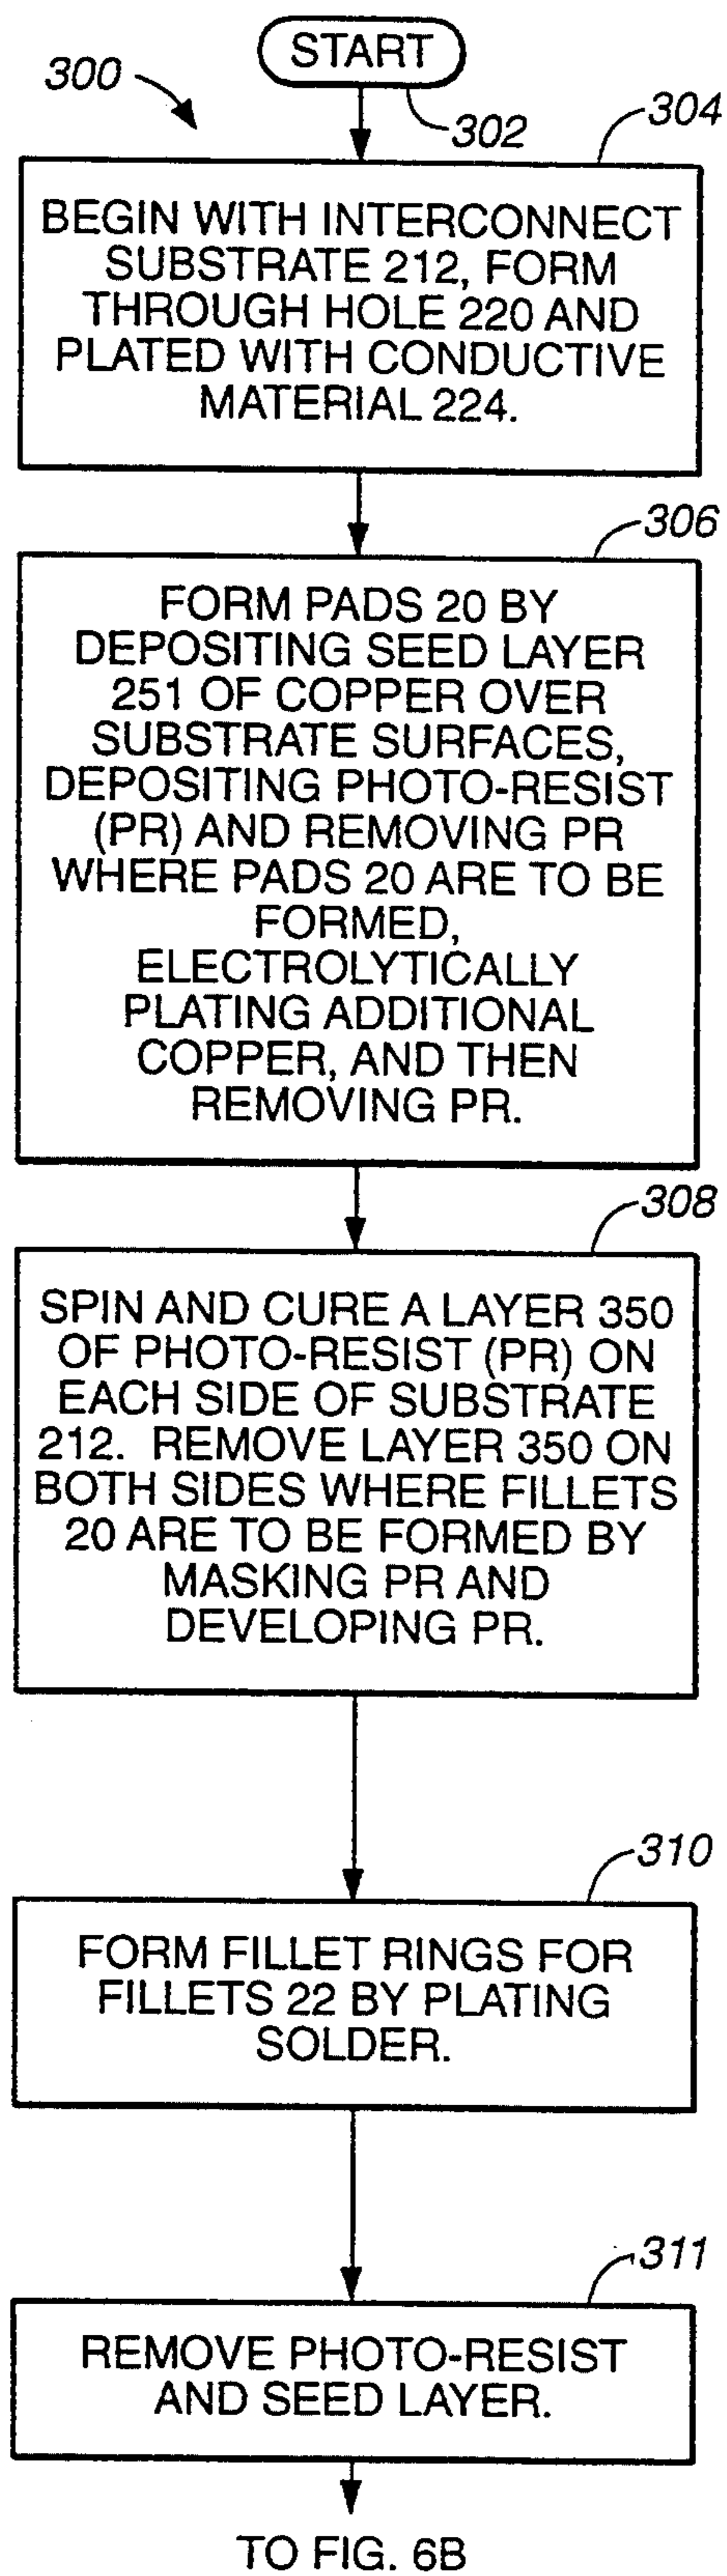 START
300
302
304
BEGIN WITH INTERCONNECT
SUBSTRATE 212, FORM
THROUGH HOLE 220 AND
PLATED WITH CONDUCTIVE
MATERIAL 224.
306
FORM PADS 20 BY
DEPOSITING SEED LAYER
251 OF COPPER OVER
SUBSTRATE SURFACES,
DEPOSITING PHOTO-RESIST
(PR) AND REMOVING PR
WHERE PADS 20 ARE TO BE
FORMED,
ELECTROLYTICALLY
PLATING ADDITIONAL
COPPER, AND THEN
REMOVING PR.
308
SPIN AND CURE A LAYER 350
OF PHOTO-RESIST (PR) ON
EACH SIDE OF SUBSTRATE
212. REMOVE LAYER 350 ON
BOTH SIDES WHERE FILLETS
20 ARE TO BE FORMED BY
MASKING PR AND
DEVELOPING PR.
310
FORM FILLET RINGS FOR
FILLETS 22 BY PLATING
SOLDER.
311
REMOVE PHOTO-RESIST
AND SEED LAYER.
TO FIG. 6B